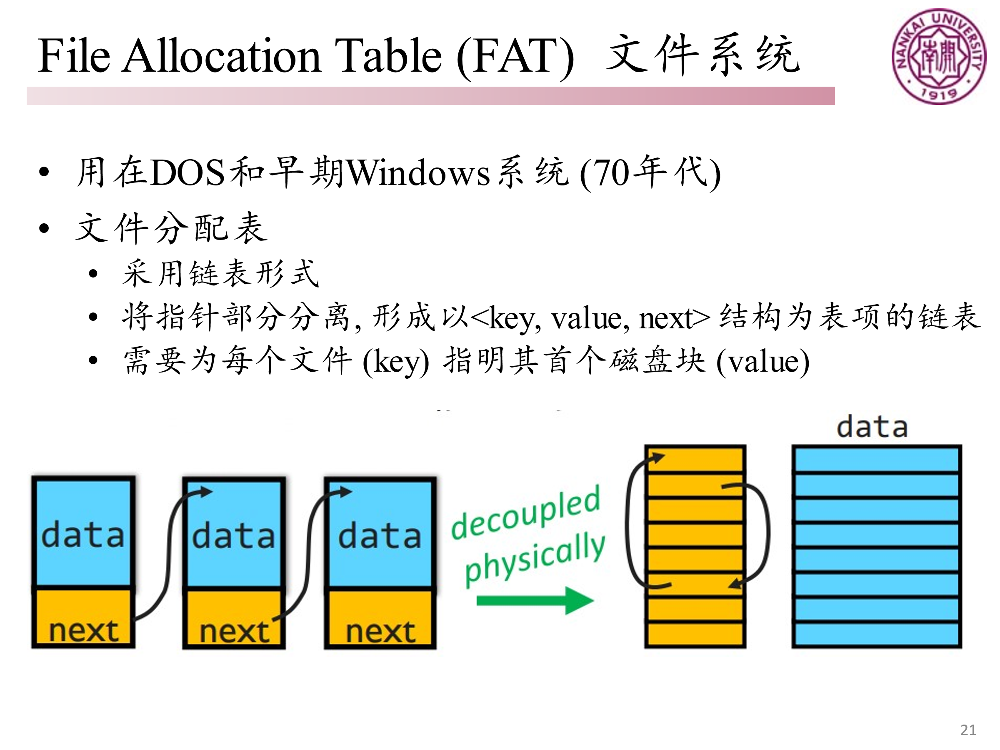 File Allocation Table (FAT) 文件系统
NANKAI UNIVERSITY
南開
1919
• 用在DOS和早期Windows系统 (70年代)
• 文件分配表
• 采用链表形式
• 将指针部分分离, 形成以<key, value, next> 结构为表项的链表
• 需要为每个文件 (key) 指明其首个磁盘块 (value)
data
data data data
next next next
decoupled
physically
21